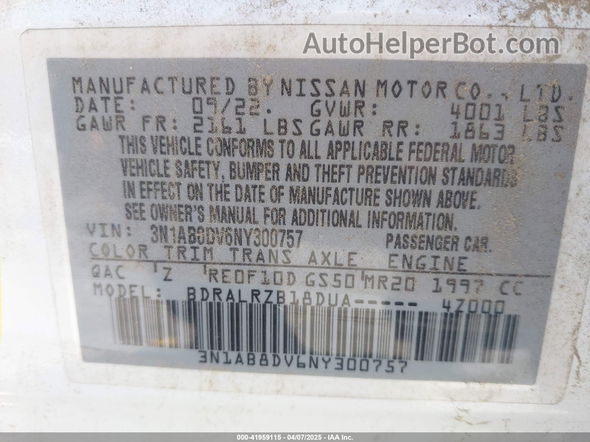 AutoHelperBot.com
MANUFACTURED BY NISSAN MOTOR CO., LTD.
DATE: 09/22. GVWR: 4001 LBS
GAWR FR: 2161 LBS GAWR RR: 1863 LBS
THIS VEHICLE CONFORMS TO ALL APPLICABLE FEDERAL MOTOR
VEHICLE SAFETY, BUMPER AND THEFT PREVENTION STANDARDS
IN EFFECT ON THE DATE OF MANUFACTURE SHOWN ABOVE.
SEE OWNER'S MANUAL FOR ADDITIONAL INFORMATION.
VIN: 3N1AB8DV6NY300757 PASSENGER CAR.
COLOR TRIM TRANS AXLE ENGINE
QAC Z RE0F10D GS50 MR20 1997 CC
MODEL: BDRALRZB18DUA----- 4Z000
3N1AB8DV6NY300757
#41959115 - 04/07/2025 - IAA Inc.